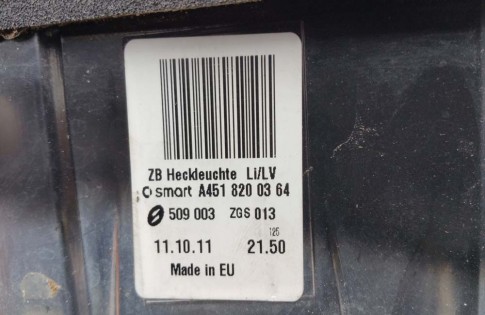 ZB Heckleuchte Li/LV
smart A451 820 03 64
509 003 ZGS 013
125
11.10.11 21.50
Made in EU